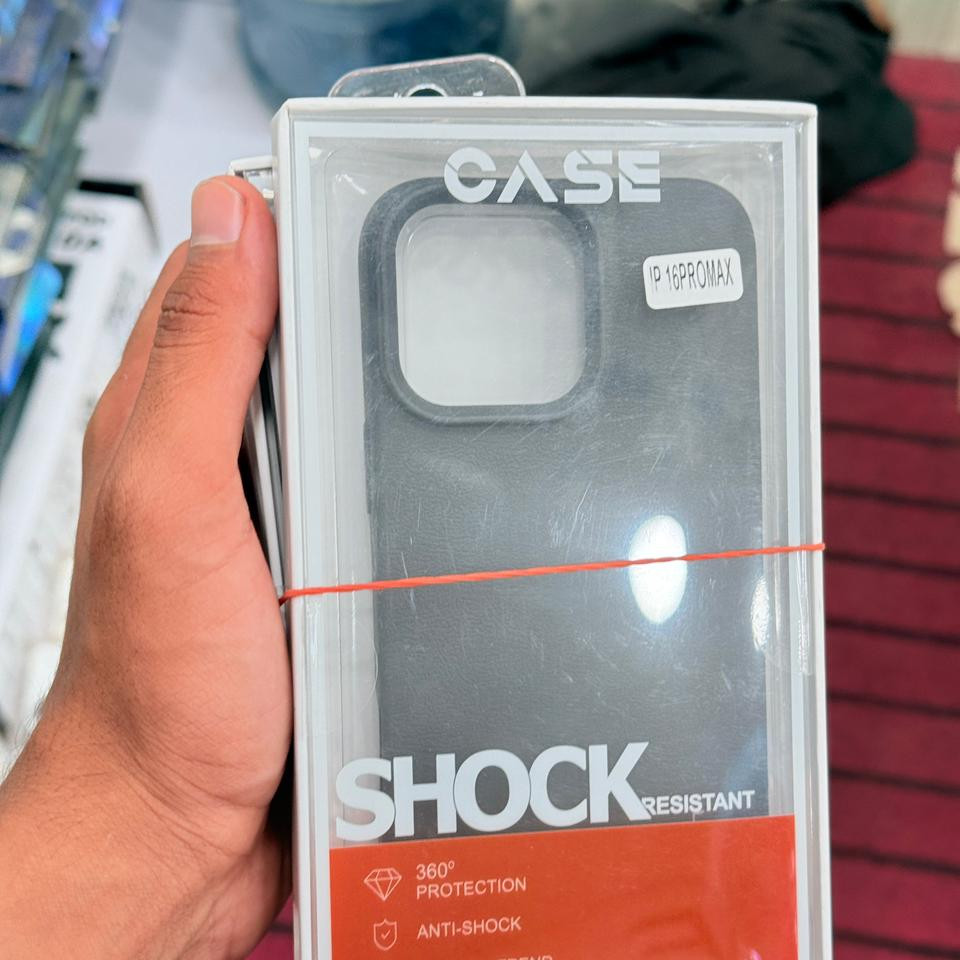 CASE
IP 16PROMAX
SHOCK RESISTANT
360°
PROTECTION
ANTI-SHOCK